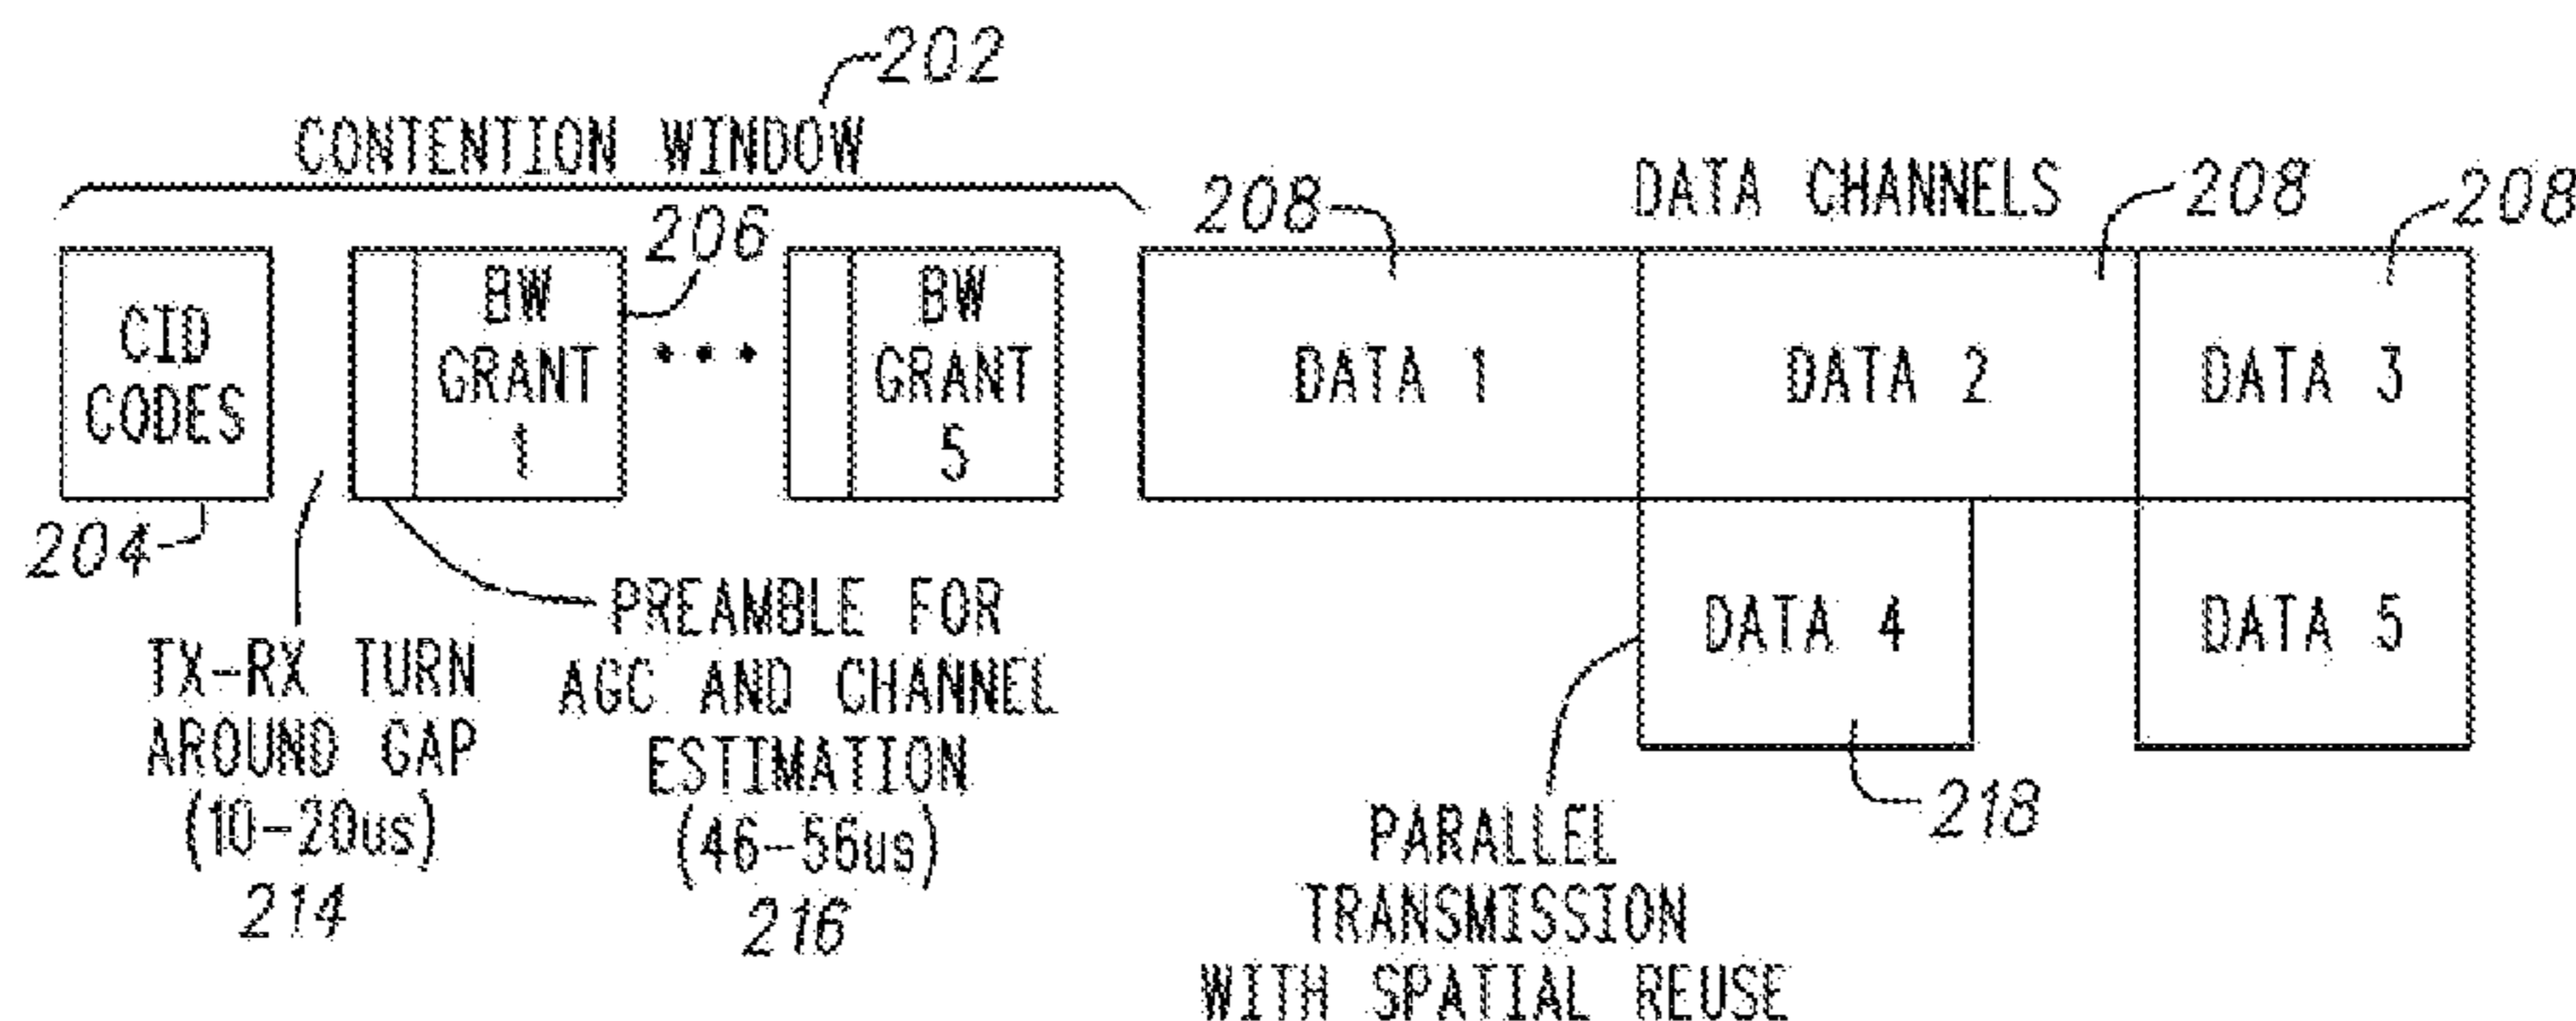 202
CONTENTION WINDOW
208
DATA CHANNELS
208
208
206
CID
CODES
BW
GRANT
1
•••
BW
GRANT
5
DATA 1
DATA 2
DATA 3
204
TX-RX TURN
AROUND GAP
(10-20us)
214
PREAMBLE FOR
AGC AND CHANNEL
ESTIMATION
(46-56us)
216
DATA 4
DATA 5
218
PARALLEL
TRANSMISSION
WITH SPATIAL REUSE